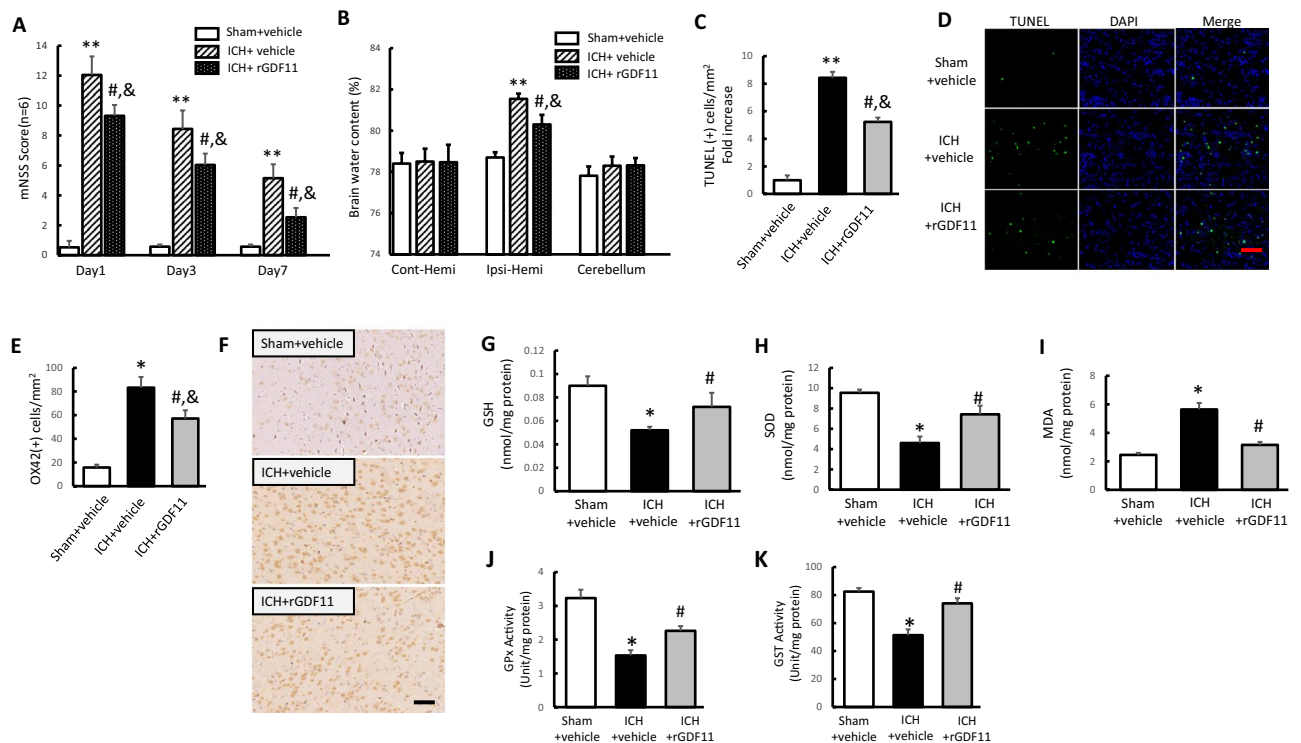 A
Sham+vehicle
ICH+ vehicle
ICH+ rGDF11
mNSS Score(n=6)
14
12
10
8
6
4
2
0
**
#,&
**
#,&
**
#,&
Day1
Day3
Day7
B
Sham+vehicle
ICH+ vehicle
ICH+ rGDF11
Brain water content (%)
84
82
80
78
76
74
**
#,&
Cont-Hemi
Ipsi-Hemi
Cerebellum
C
TUNEL (+) cells/mm²
Fold increase
10
8
6
4
2
0
**
#,&
Sham+vehicle
ICH+vehicle
ICH+rGDF11
D
TUNEL
DAPI
Merge
Sham
+vehicle
ICH
+vehicle
ICH
+rGDF11
E
OX42(+) cells/mm²
100
80
60
40
20
0
*
#,&
Sham+vehicle
ICH+vehicle
ICH+rGDF11
F
Sham+vehicle
ICH+vehicle
ICH+rGDF11
G
GSH
(nmol/mg protein)
0.12
0.1
0.08
0.06
0.04
0.02
0
*
#
Sham
+vehicle
ICH
+vehicle
ICH
+rGDF11
H
SOD
(nmol/mg protein)
12
10
8
6
4
2
0
*
#
Sham
+vehicle
ICH
+vehicle
ICH
+rGDF11
I
MDA
(nmol/mg protein)
8
6
4
2
0
*
#
Sham
+vehicle
ICH
+vehicle
ICH
+rGDF11
J
GPx Activity
(Unit/mg protein)
4
3
2
1
0
*
#
Sham
+vehicle
ICH
+vehicle
ICH
+rGDF11
K
GST Activity
(Unit/mg protein)
100
80
60
40
20
0
*
#
Sham
+vehicle
ICH
+vehicle
ICH
+rGDF11